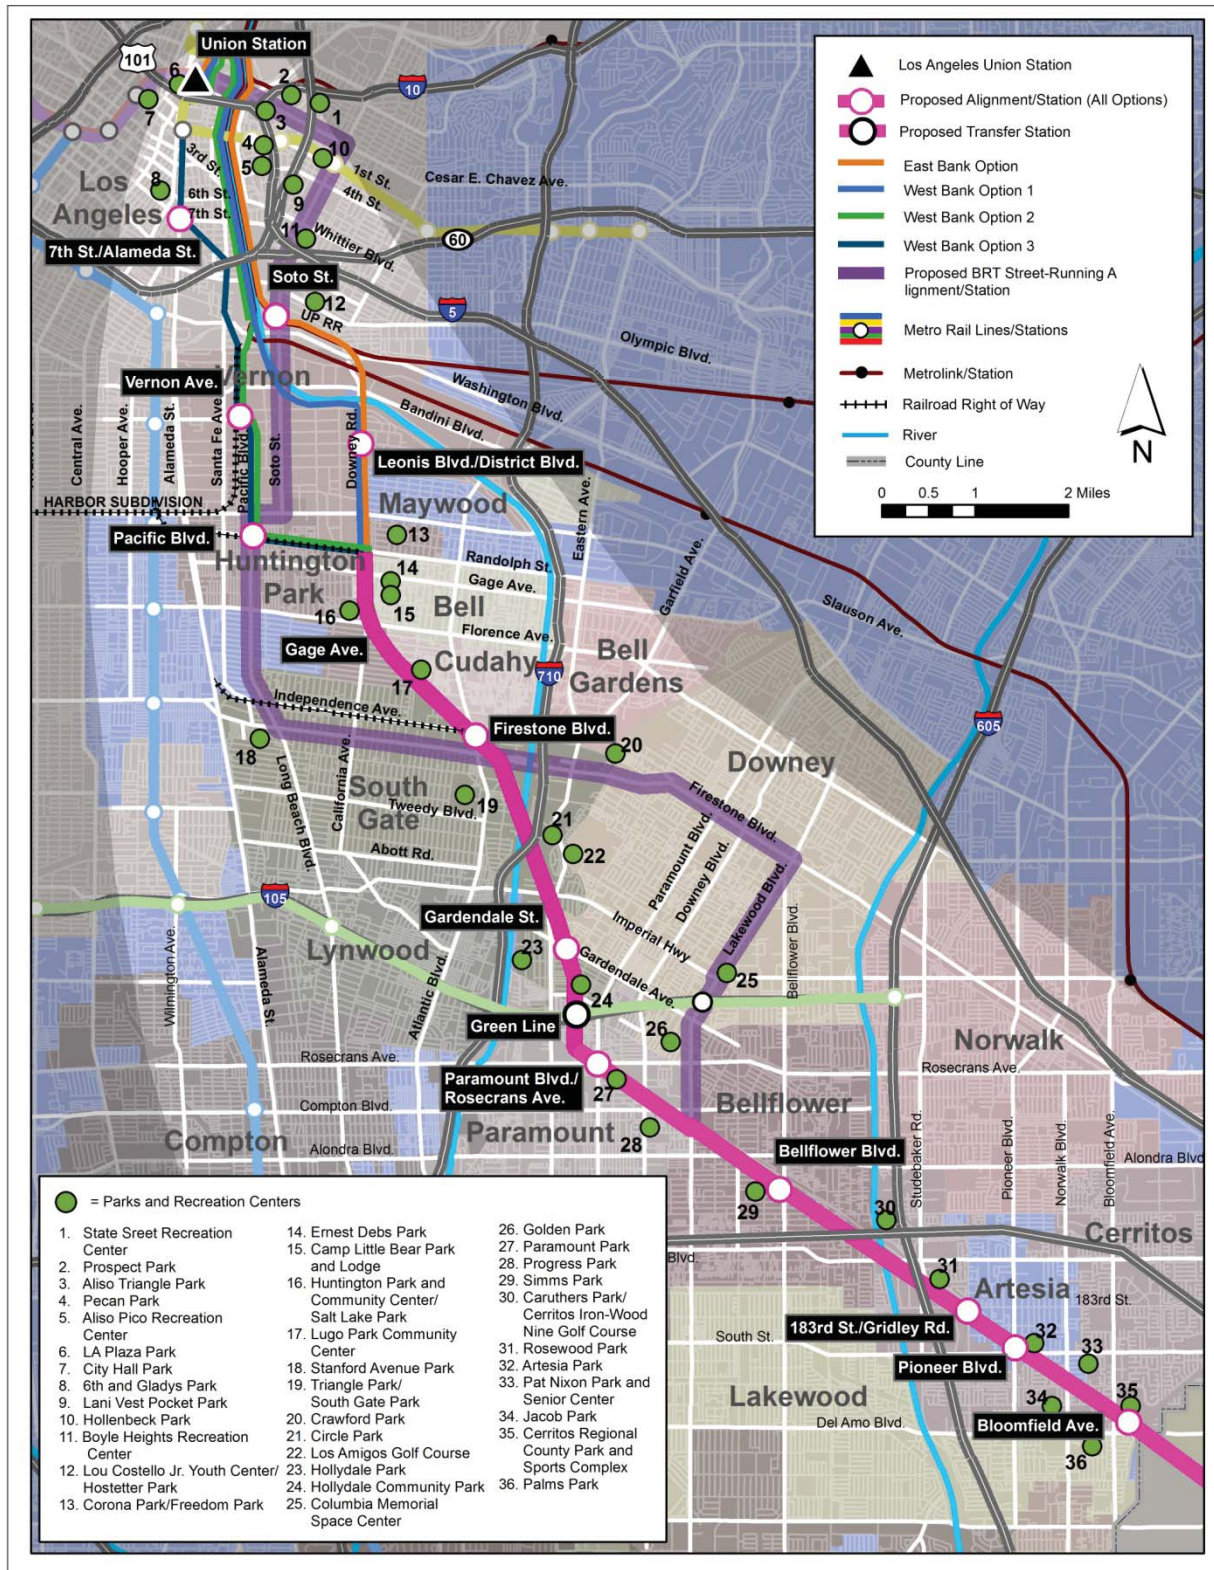 Union Station
101
10
6
2
1
7
3
4
5
10
3rd St.
1st St.
4th St.
Cesar E. Chavez Ave.
Los
Angeles
8
6th St.
7th St.
9
11
Whittier Blvd.
60
7th St./Alameda St.
Soto St.
12
UP RR
5
Olympic Blvd.
Vernon Ave.
Vernon
Washington Blvd.
Bandini Blvd.
Central Ave.
Hooper Ave.
Alameda St.
Santa Fe Ave
Pacific Blvd.
Soto St.
Downey Rd.
Leonis Blvd./District Blvd.
Eastern Ave.
Garfield Ave.
HARBOR SUBDIVISION
Maywood
Pacific Blvd.
13
Huntington
Park
Randolph St.
Gage Ave.
14
15
16
Bell
Florence Ave.
Slauson Ave.
Gage Ave.
Cudahy
17
710
Bell
Gardens
605
Independence Ave.
Firestone Blvd.
18
20
Downey
Long Beach Blvd.
California Ave.
South
Gate
Tweedy Blvd.
19
Firestone Blvd.
21
22
Abott Rd.
Paramount Blvd.
Downey Blvd.
Lakewood Blvd.
105
Gardendale St.
Imperial Hwy
Bellflower Blvd.
Lynwood
23
Gardendale Ave.
25
Wilmington Ave.
Alameda St.
Atlantic Blvd.
24
Green Line
26
Norwalk
Rosecrans Ave.
Rosecrans Ave.
Paramount Blvd./
Rosecrans Ave.
27
Compton Blvd.
Bellflower
Compton
Alondra Blvd.
Paramount
28
Bellflower Blvd.
Studebaker Rd.
Pioneer Blvd.
Norwalk Blvd.
Bloomfield Ave.
Alondra Blvd
29
30
Cerritos
Blvd.
31
Artesia
183rd St.
South St.
183rd St./Gridley Rd.
32
33
Pioneer Blvd.
Lakewood
34
35
Del Amo Blvd.
Bloomfield Ave.
36
Los Angeles Union Station
Proposed Alignment/Station (All Options)
Proposed Transfer Station
East Bank Option
West Bank Option 1
West Bank Option 2
West Bank Option 3
Proposed BRT Street-Running A
lignment/Station
Metro Rail Lines/Stations
Metrolink/Station
Railroad Right of Way
River
County Line
N
0 0.5 1 2 Miles
= Parks and Recreation Centers
1. State Sreet Recreation
Center
2. Prospect Park
3. Aliso Triangle Park
4. Pecan Park
5. Aliso Pico Recreation
Center
6. LA Plaza Park
7. City Hall Park
8. 6th and Gladys Park
9. Lani Vest Pocket Park
10. Hollenbeck Park
11. Boyle Heights Recreation
Center
12. Lou Costello Jr. Youth Center/
Hostetter Park
13. Corona Park/Freedom Park
14. Ernest Debs Park
15. Camp Little Bear Park
and Lodge
16. Huntington Park and
Community Center/
Salt Lake Park
17. Lugo Park Community
Center
18. Stanford Avenue Park
19. Triangle Park/
South Gate Park
20. Crawford Park
21. Circle Park
22. Los Amigos Golf Course
23. Hollydale Park
24. Hollydale Community Park
25. Columbia Memorial
Space Center
26. Golden Park
27. Paramount Park
28. Progress Park
29. Simms Park
30. Caruthers Park/
Cerritos Iron-Wood
Nine Golf Course
31. Rosewood Park
32. Artesia Park
33. Pat Nixon Park and
Senior Center
34. Jacob Park
35. Cerritos Regional
County Park and
Sports Complex
36. Palms Park